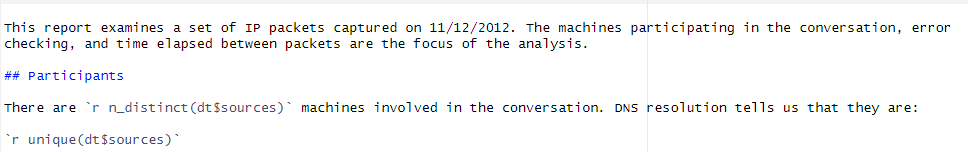 This report examines a set of IP packets captured on 11/12/2012. The machines participating in the conversation, error
checking, and time elapsed between packets are the focus of the analysis.
## Participants
There are `r n_distinct(dt$sources)` machines involved in the conversation. DNS resolution tells us that they are:
`r unique(dt$sources)`